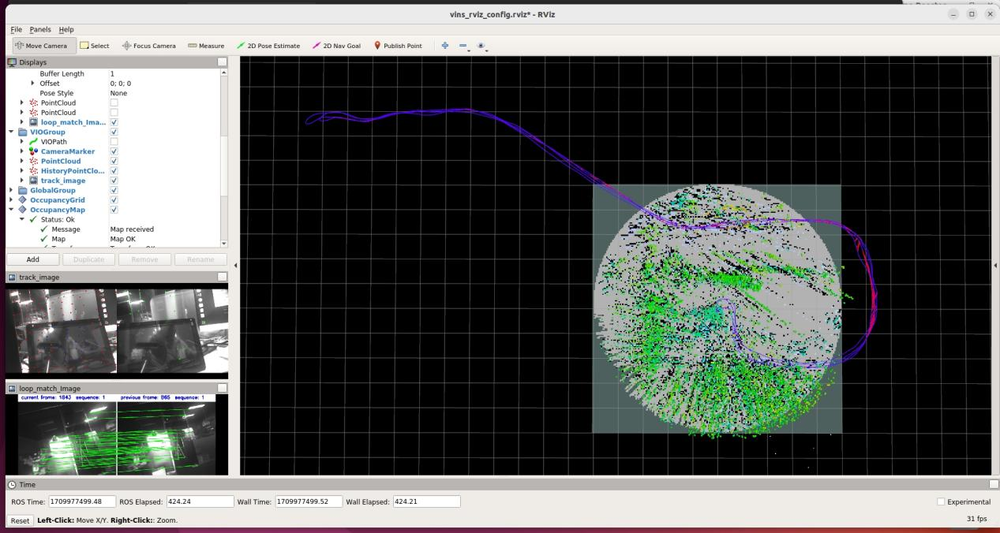 vins_rviz_config.rviz* - RViz
File Panels Help
Move Camera Select Focus Camera Measure 2D Pose Estimate 2D Nav Goal Publish Point
Displays
Buffer Length 1
Offset 0; 0; 0
Pose Style None
PointCloud
PointCloud
loop_match_Ima...
VIOGroup
VIOPath
CameraMarker
PointCloud
HistoryPointClo...
track_image
GlobalGroup
OccupancyGrid
OccupancyMap
Status: Ok
Message Map received
Map Map OK
Add Duplicate Remove Rename
track_image
loop_match_Image
current frame: 1843 sequence: 1 previous frame: 865 sequence: 1
Time
ROS Time: 1709977499.48 ROS Elapsed: 424.24 Wall Time: 1709977499.52 Wall Elapsed: 424.21 Experimental
Reset Left-Click: Move X/Y. Right-Click:: Zoom. 31 fps